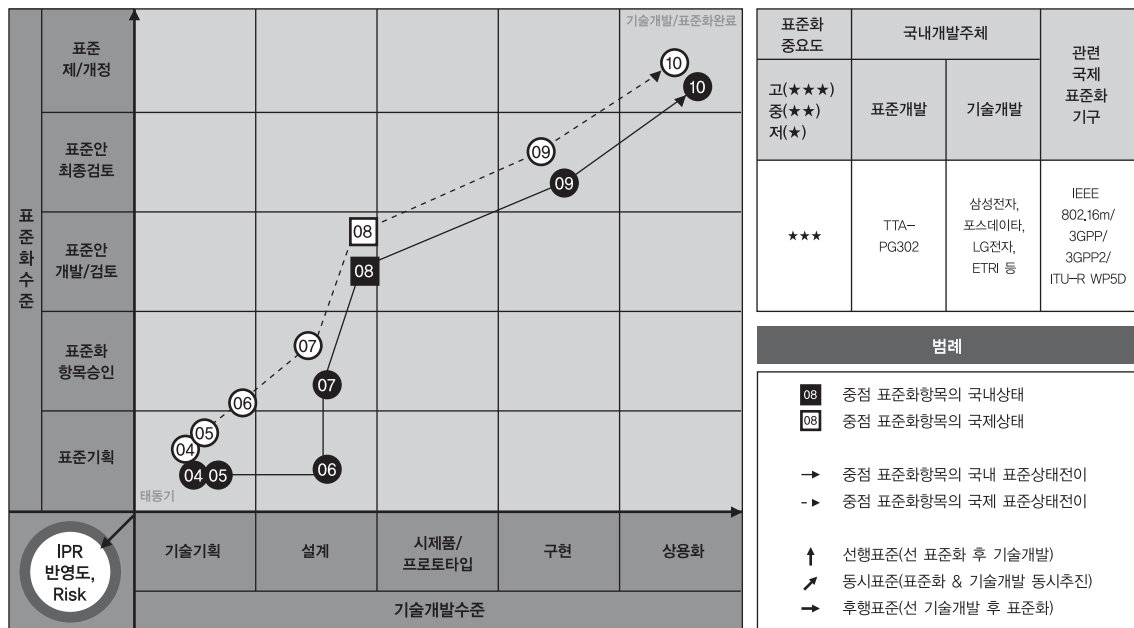 표준화수준
표준
제/개정
표준안
최종검토
표준안
개발/검토
표준화
항목승인
표준기획
기술개발/표준화완료
10
10
09
09
08
08
07
07
06
06
05
04
04
05
태동기
IPR
반영도,
Risk
기술기획
설계
시제품/
프로토타입
구현
상용화
기술개발수준
표준화
중요도
국내개발주체
관련
국제
표준화
기구
고(★★★)
중(★★)
저(★)
표준개발
기술개발
★★★
TTA-
PG302
삼성전자,
포스데이타,
LG전자,
ETRI 등
IEEE
802.16m/
3GPP/
3GPP2/
ITU-R WP5D
범례
08 중점 표준화항목의 국내상태
08 중점 표준화항목의 국제상태
중점 표준화항목의 국내 표준상태전이
중점 표준화항목의 국제 표준상태전이
선행표준(선 표준화 후 기술개발)
동시표준(표준화 & 기술개발 동시추진)
후행표준(선 기술개발 후 표준화)